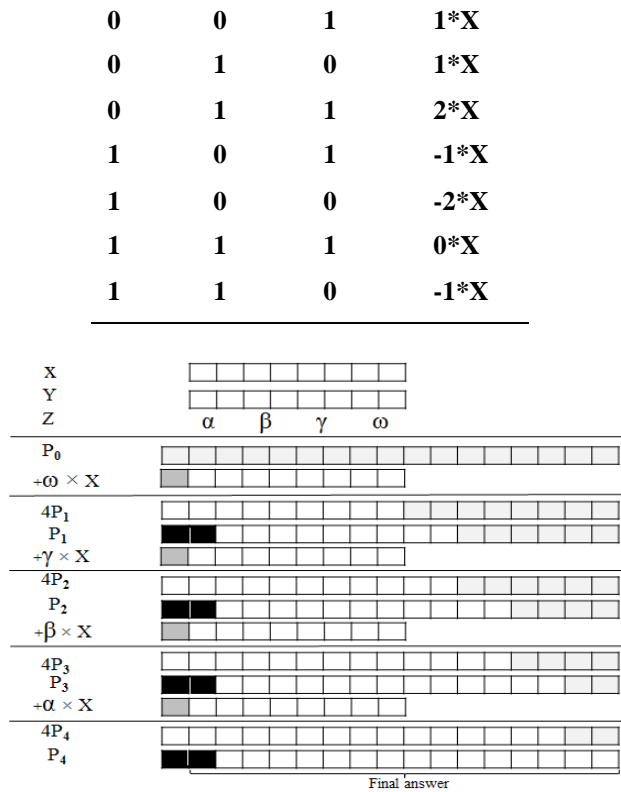 0 0 1 1*X
0 1 0 1*X
0 1 1 2*X
1 0 1 -1*X
1 0 0 -2*X
1 1 1 0*X
1 1 0 -1*X
X
Y
Z α β γ ω
P₀
+ω × X
4P₁
P₁
+γ × X
4P₂
P₂
+β × X
4P₃
P₃
+α × X
4P₄
P₄
Final answer